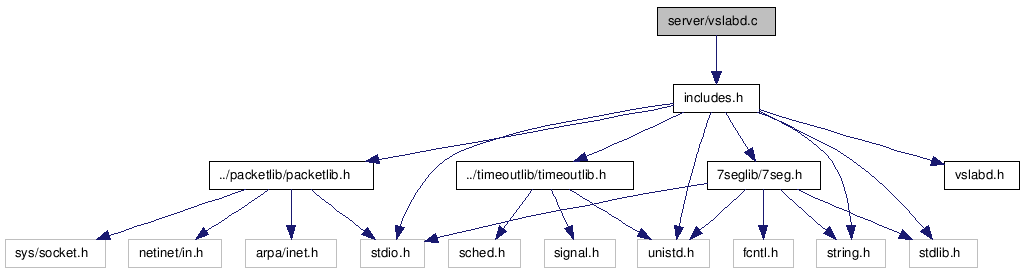 server/vslabd.c
includes.h
../packetlib/packetlib.h
../timeoutlib/timeoutlib.h
7seglib/7seg.h
vslabd.h
sys/socket.h
netinet/in.h
arpa/inet.h
stdio.h
sched.h
signal.h
unistd.h
fcntl.h
string.h
stdlib.h